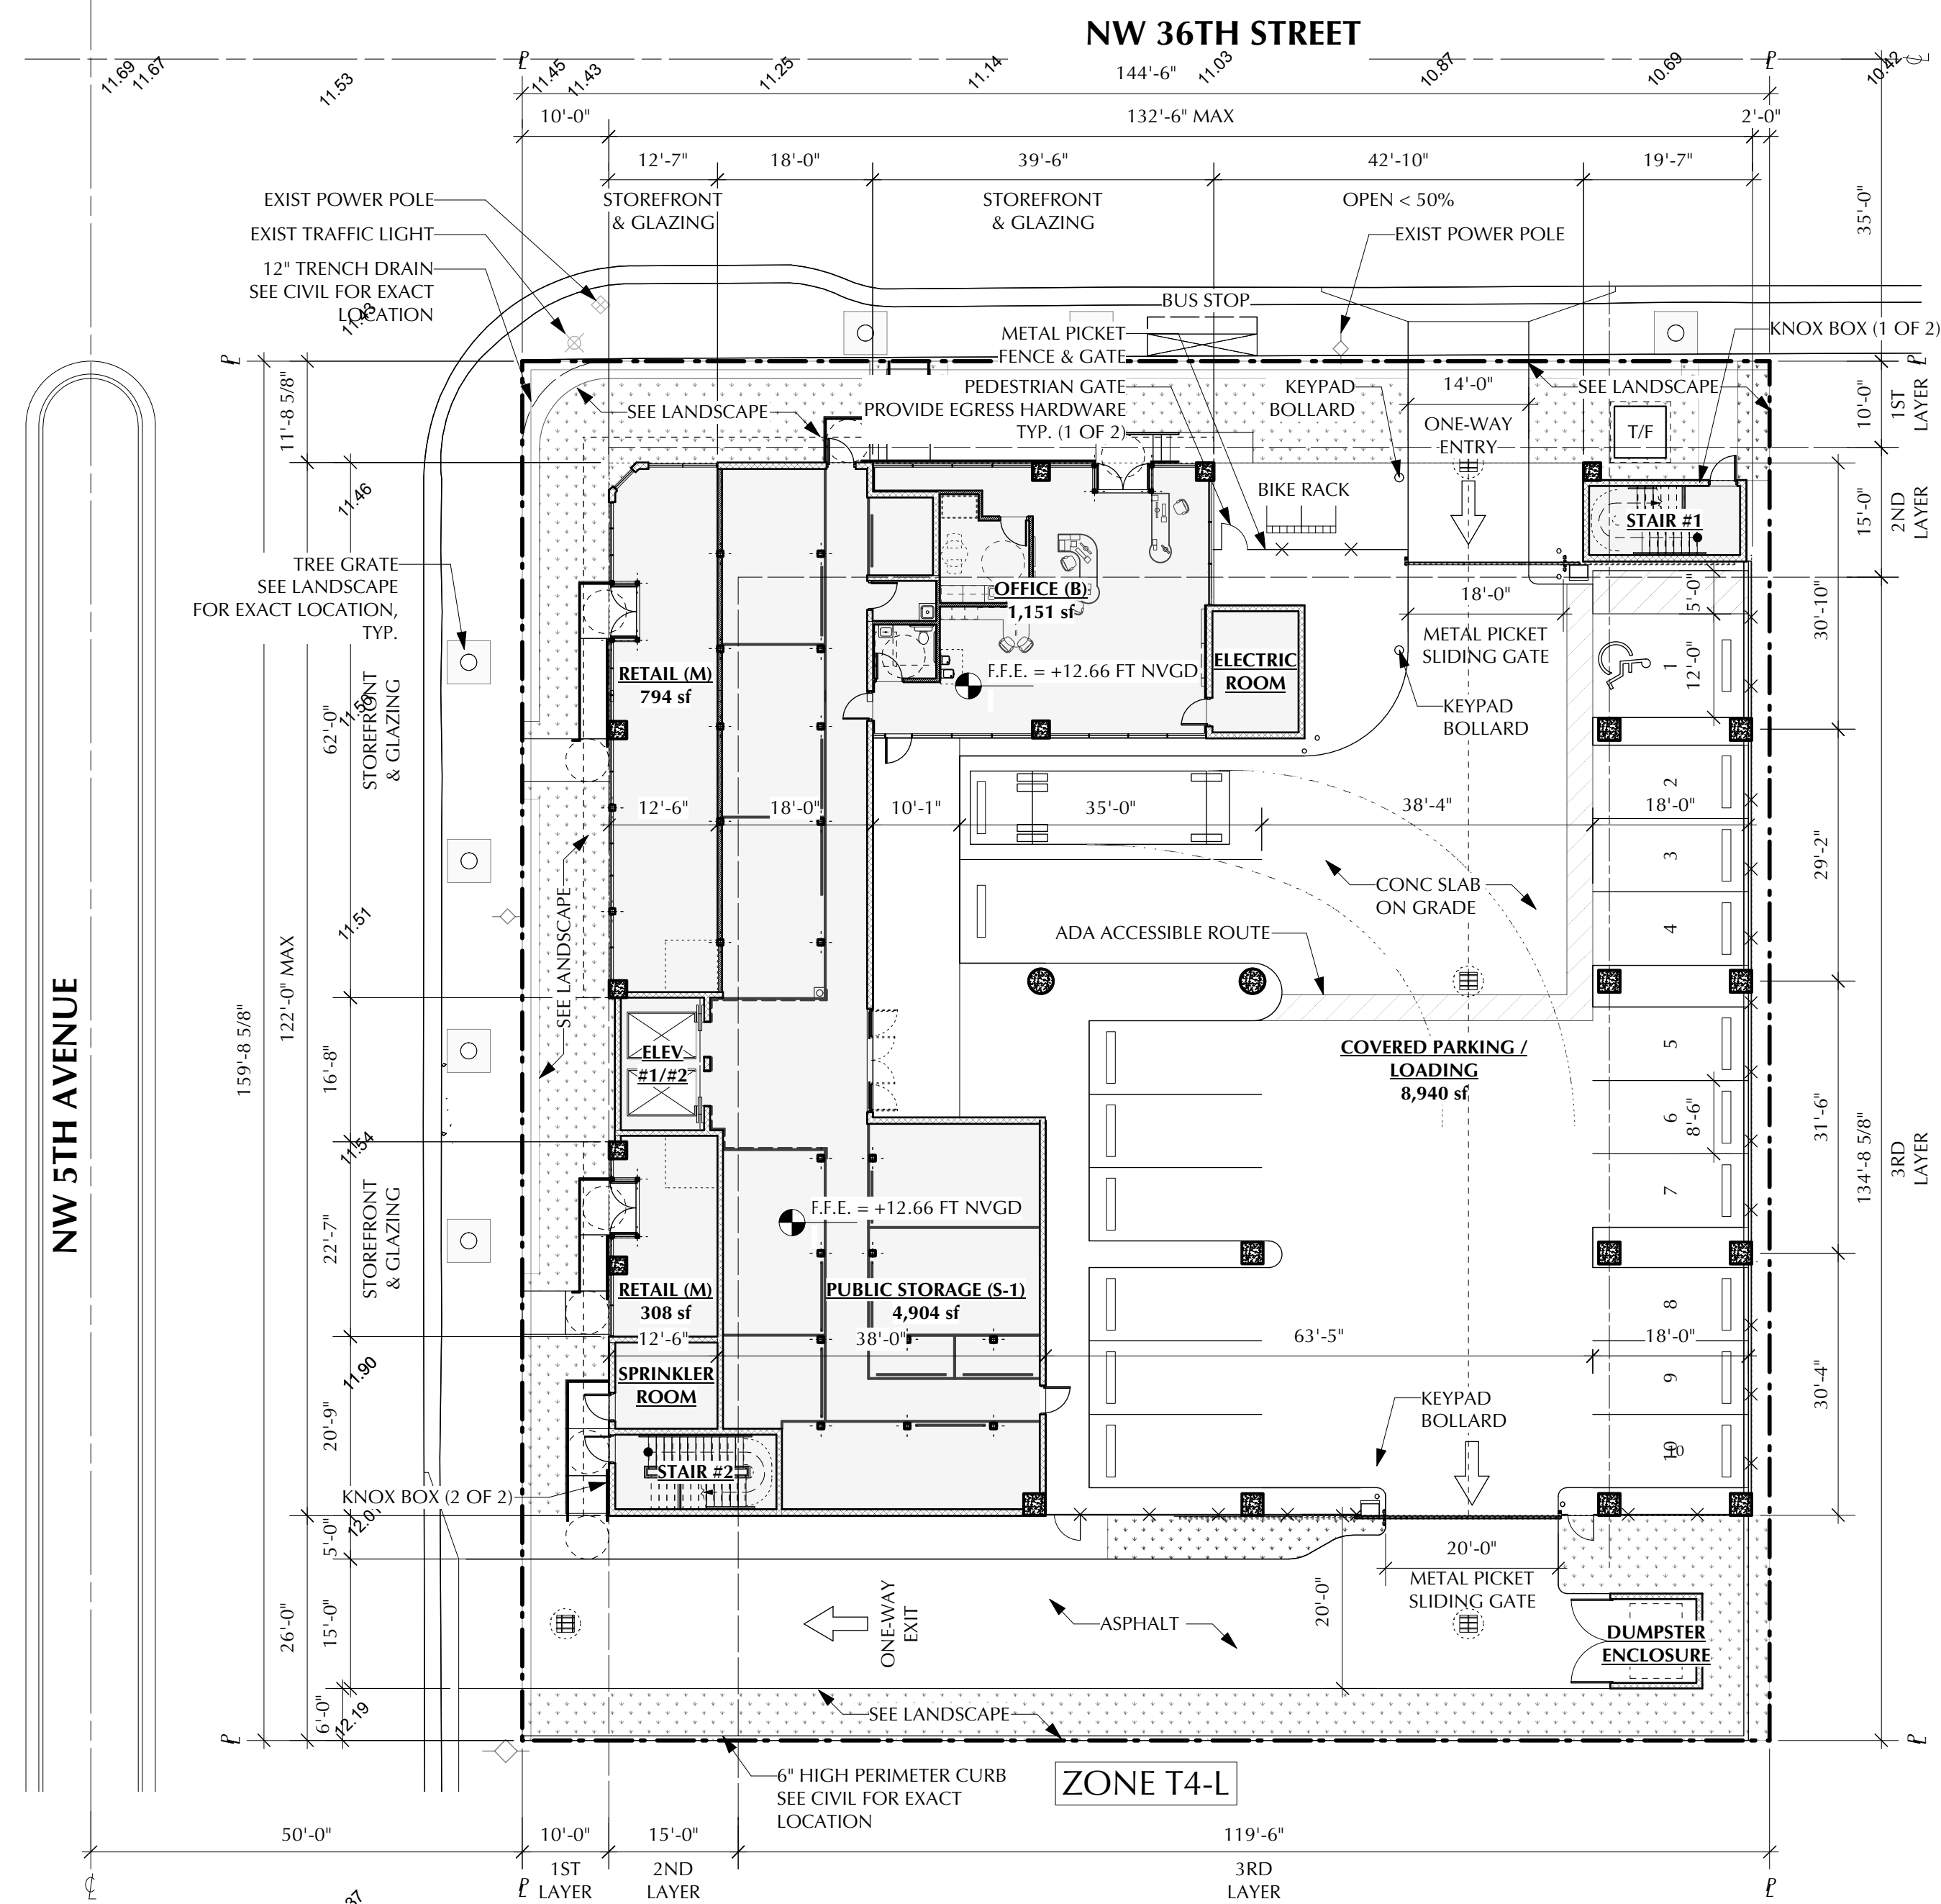 NW 36TH STREET
11.69
11.67
11.53
11.45
11.43
11.25
11.14
144'-6"
11.03
10.87
10.69
10.42
10'-0"
132'-6" MAX
2'-0"
12'-7"
18'-0"
39'-6"
42'-10"
19'-7"
STOREFRONT
& GLAZING
STOREFRONT
& GLAZING
OPEN < 50%
35'-0"
EXIST POWER POLE
EXIST TRAFFIC LIGHT
12" TRENCH DRAIN
SEE CIVIL FOR EXACT
LOCATION
11.43
EXIST POWER POLE
BUS STOP
METAL PICKET
FENCE & GATE
KNOX BOX (1 OF 2)
PEDESTRIAN GATE
PROVIDE EGRESS HARDWARE
TYP. (1 OF 2)
KEYPAD
BOLLARD
14'-0"
SEE LANDSCAPE
SEE LANDSCAPE
ONE-WAY
ENTRY
T/F
11'-8 5/8"
10'-0"
1ST
LAYER
11.46
BIKE RACK
STAIR #1
15'-0"
2ND
LAYER
TREE GRATE
SEE LANDSCAPE
FOR EXACT LOCATION,
TYP.
OFFICE (B)
1,151 sf
18'-0"
5'-0"
30'-10"
METAL PICKET
SLIDING GATE
RETAIL (M)
794 sf
F.F.E. = +12.66 FT NVGD
ELECTRIC
ROOM
12'-0"
1
KEYPAD
BOLLARD
62'-0"
STOREFRONT
& GLAZING
2
12'-6"
18'-0"
10'-1"
35'-0"
38'-4"
18'-0"
29'-2"
3
CONC SLAB
ON GRADE
11.51
SEE LANDSCAPE
ADA ACCESSIBLE ROUTE
4
122'-0" MAX
159'-8 5/8"
NW 5TH AVENUE
16'-8"
ELEV
#1/#2
COVERED PARKING /
LOADING
8,940 sf
5
6
8'-6"
31'-6"
134'-8 5/8"
3RD
LAYER
11.54
7
F.F.E. = +12.66 FT NVGD
22'-7"
STOREFRONT
& GLAZING
RETAIL (M)
308 sf
PUBLIC STORAGE (S-1)
4,904 sf
8
12'-6"
38'-0"
63'-5"
18'-0"
11.90
SPRINKLER
ROOM
9
30'-4"
20'-9"
KEYPAD
BOLLARD
10
STAIR #2
KNOX BOX (2 OF 2)
5'-0"
20'-0"
METAL PICKET
SLIDING GATE
20'-0"
26'-0"
15'-0"
ONE-WAY
EXIT
ASPHALT
DUMPSTER
ENCLOSURE
6'-0"
12.19
SEE LANDSCAPE
6" HIGH PERIMETER CURB
SEE CIVIL FOR EXACT
LOCATION
ZONE T4-L
50'-0"
10'-0"
15'-0"
119'-6"
1ST
LAYER
2ND
LAYER
3RD
LAYER